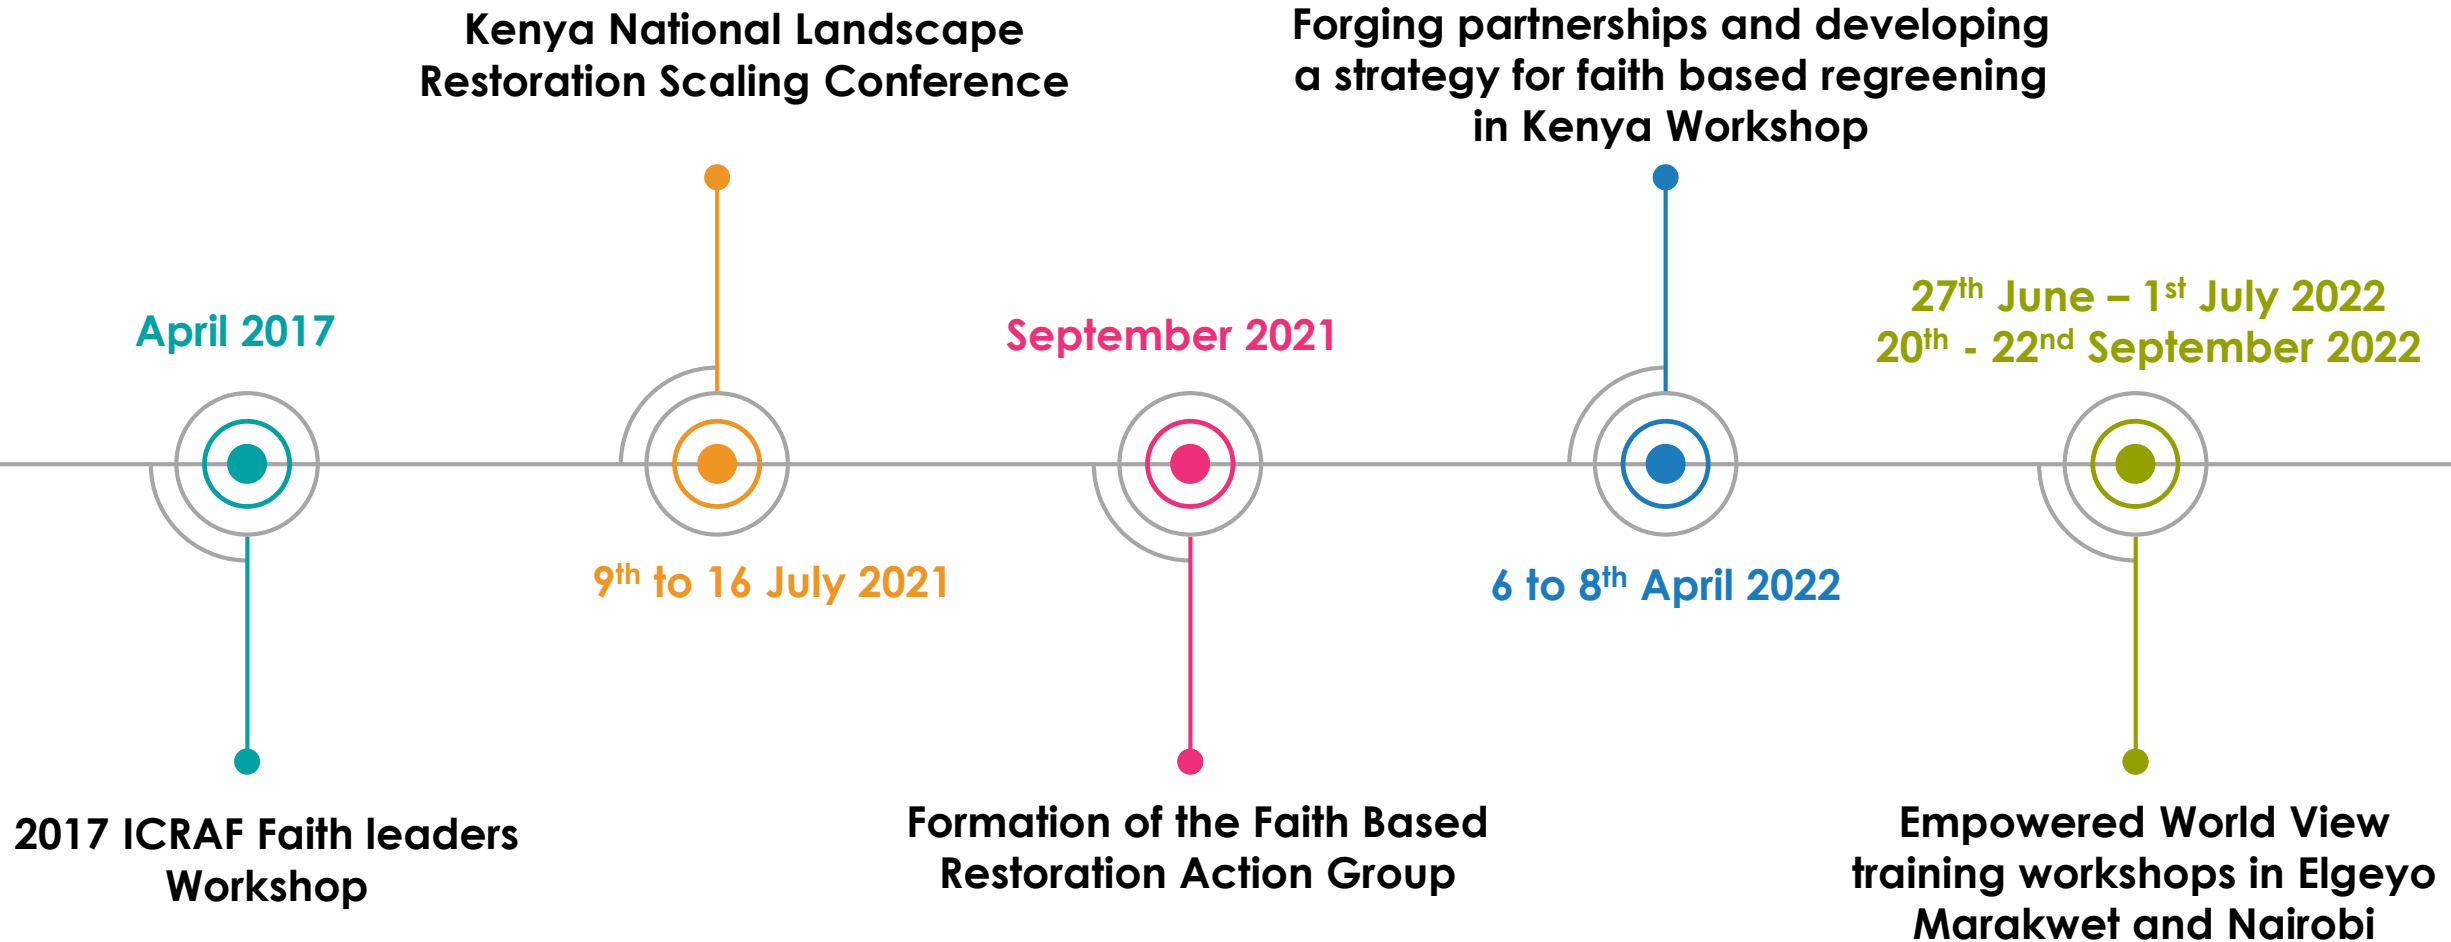 Kenya National Landscape
Restoration Scaling Conference
Forging partnerships and developing
a strategy for faith based regreening
in Kenya Workshop
April 2017
September 2021
27th June – 1st July 2022
20th - 22nd September 2022
9th to 16 July 2021
6 to 8th April 2022
2017 ICRAF Faith leaders
Workshop
Formation of the Faith Based
Restoration Action Group
Empowered World View
training workshops in Elgeyo
Marakwet and Nairobi